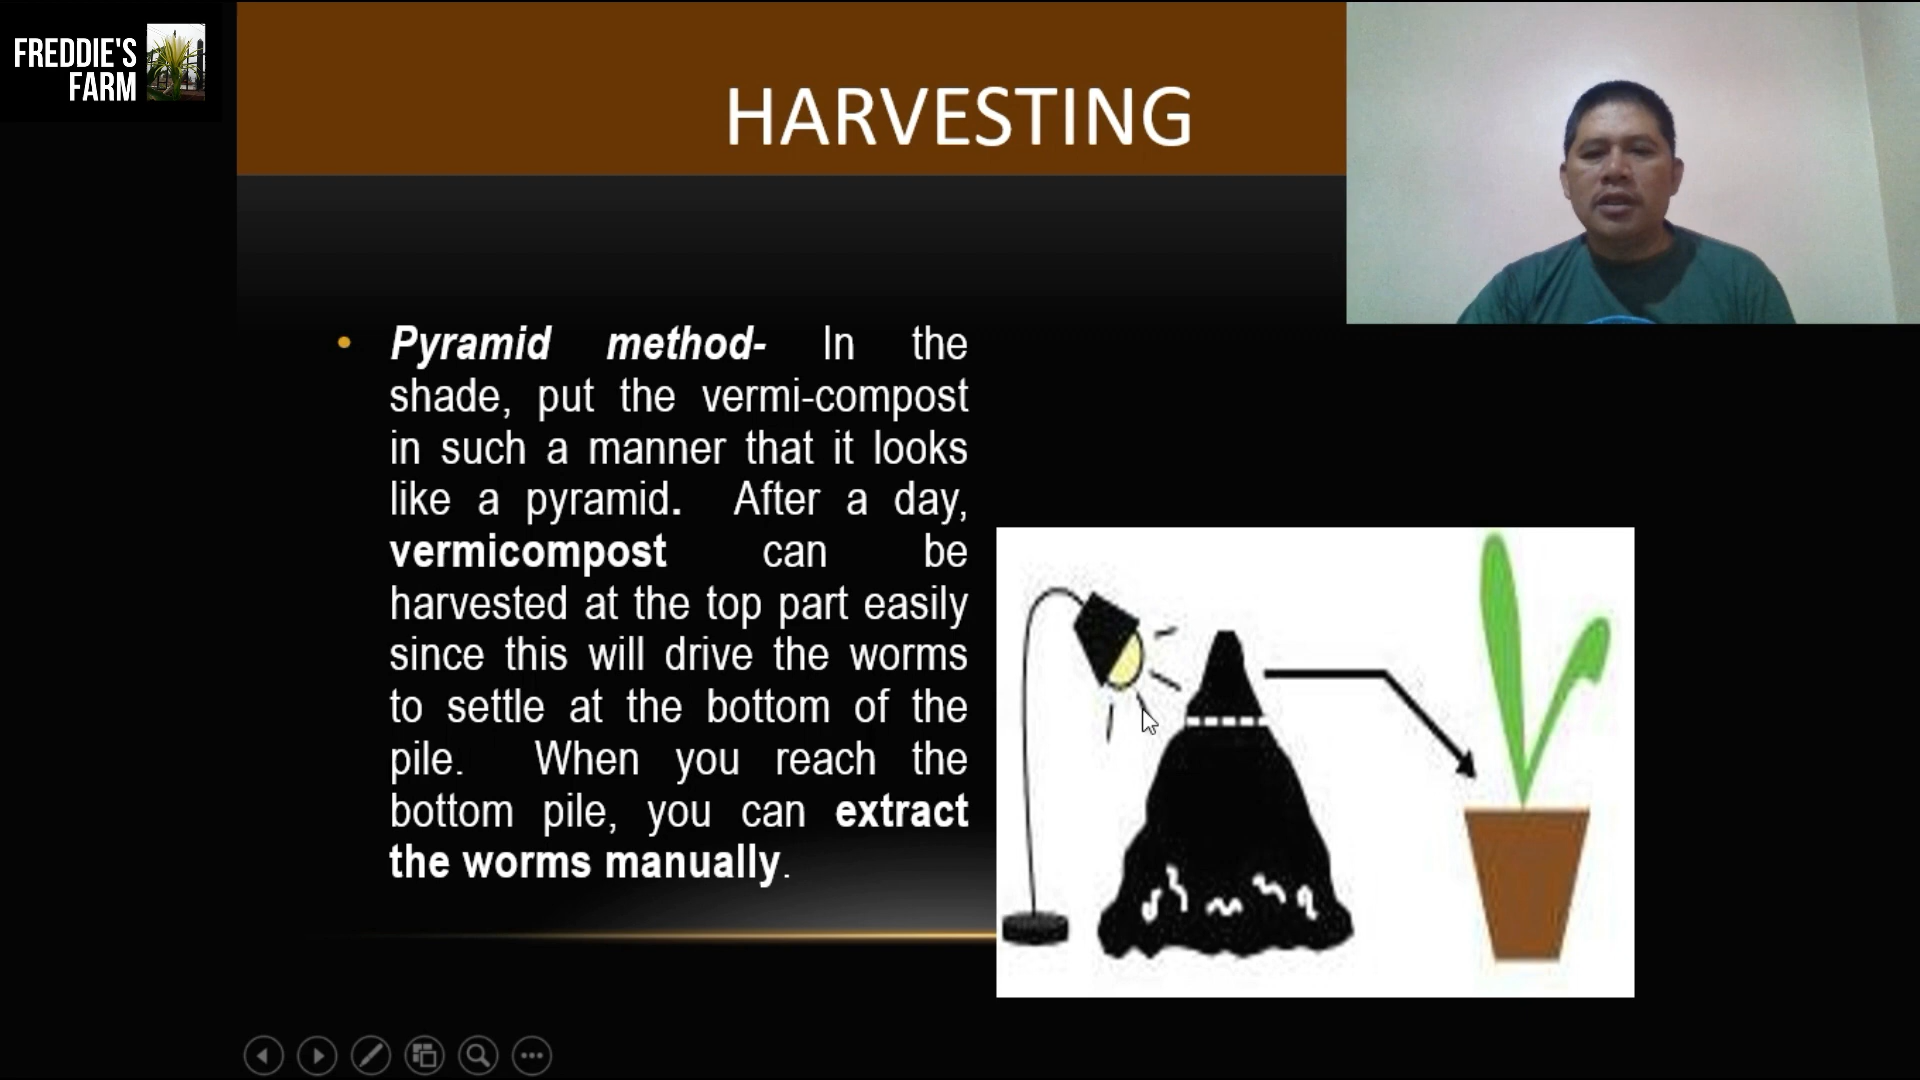 FREDDIE'S
FARM
HARVESTING
• Pyramid method- In the
shade, put the vermi-compost
in such a manner that it looks
like a pyramid. After a day,
vermicompost can be
harvested at the top part easily
since this will drive the worms
to settle at the bottom of the
pile. When you reach the
bottom pile, you can extract
the worms manually.